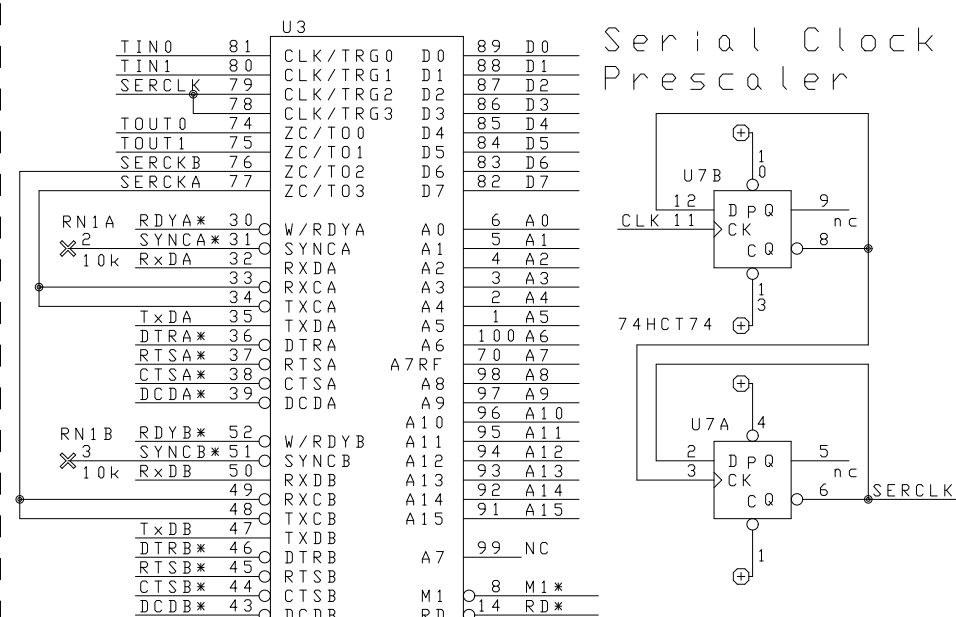 U3
Serial Clock
Prescaler
TIN0 81 CLK/TRG0 D0 89 D0
TIN1 80 CLK/TRG1 D1 88 D1
SERCLK 79 CLK/TRG2 D2 87 D2
78 CLK/TRG3 D3 86 D3
TOUT0 74 ZC/TO0 D4 85 D4
TOUT1 75 ZC/TO1 D5 84 D5
SERCKB 76 ZC/TO2 D6 83 D6
SERCKA 77 ZC/TO3 D7 82 D7
RN1A
2
10k
RDYA* 30 W/RDYA A0 6 A0
SYNCA* 31 SYNCA A1 5 A1
RxDA 32 RXDA A2 4 A2
33 RXCA A3 3 A3
34 TXCA A4 2 A4
TxDA 35 TXDA A5 1 A5
DTRA* 36 DTRA A6 100 A6
RTSA* 37 RTSA A7RF 70 A7
CTSA* 38 CTSA A8 98 A8
DCDA* 39 DCDA A9 97 A9
A10 96 A10
RN1B
3
10k
RDYB* 52 W/RDYB A11 95 A11
SYNCB* 51 SYNCB A12 94 A12
RxDB 50 RXDB A13 93 A13
49 RXCB A14 92 A14
48 TXCB A15 91 A15
TxDB 47 TXDB
DTRB* 46 DTRB A7 99 NC
RTSB* 45 RTSB
CTSB* 44 CTSB M1 8 M1*
DCDB* 43 DCDB RD 14 RD*
U7B
10
12 D P Q 9 nc
CLK 11 CK
C Q 8
13
74HCT74
U7A
4
2 D P Q 5 nc
3 CK
C Q 6 SERCLK
1